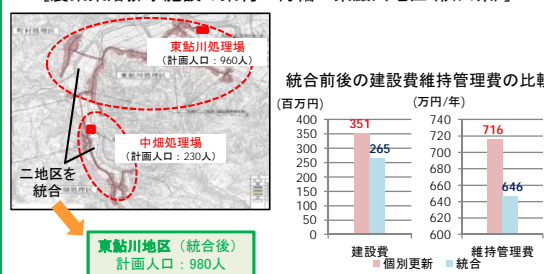 東鮎川処理場
（計画人口：960人）
中畑処理場
（計画人口：230人）
二地区を
統合
東鮎川地区（統合後）
計画人口：980人
統合前後の建設費維持管理費の比較
(百万円)
400
350
300
250
200
150
100
50
0
351
265
建設費
(万円/年)
740
720
700
680
660
640
620
600
716
646
維持管理費
個別更新
統合